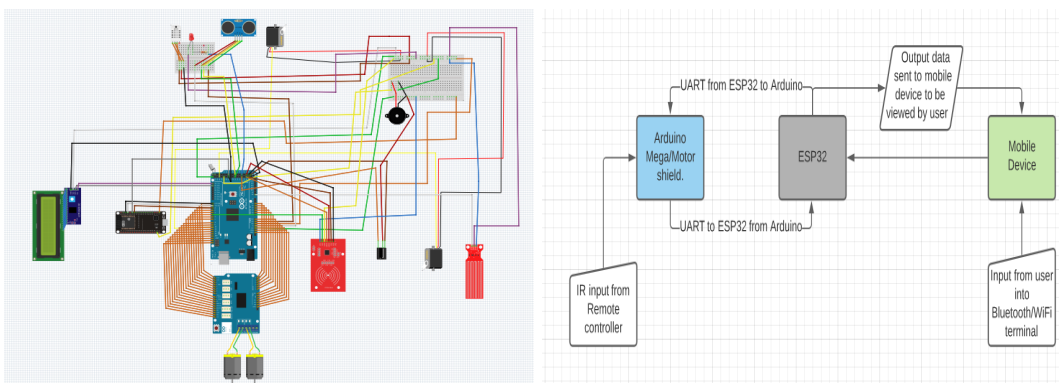 Output data
sent to mobile
device to be
viewed by user
UART from ESP32 to Arduino
Arduino
Mega/Motor
shield.
ESP32
Mobile
Device
UART to ESP32 from Arduino
IR input from
Remote
controller
Input from user
into
Bluetooth/WiFi
terminal